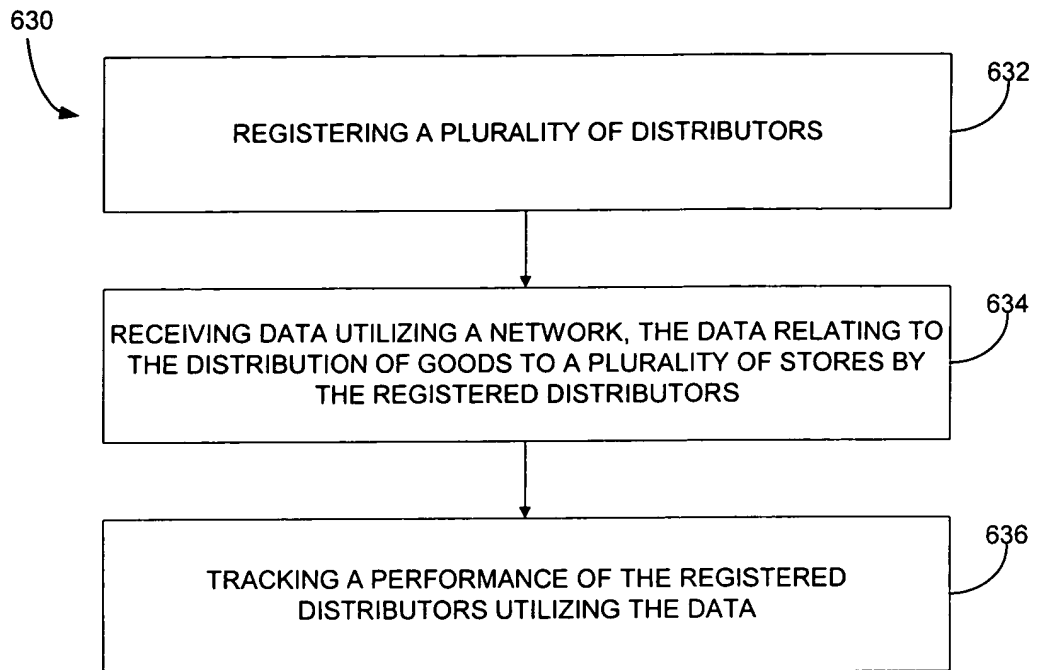 630
632
REGISTERING A PLURALITY OF DISTRIBUTORS
634
RECEIVING DATA UTILIZING A NETWORK, THE DATA RELATING TO
THE DISTRIBUTION OF GOODS TO A PLURALITY OF STORES BY
THE REGISTERED DISTRIBUTORS
636
TRACKING A PERFORMANCE OF THE REGISTERED
DISTRIBUTORS UTILIZING THE DATA